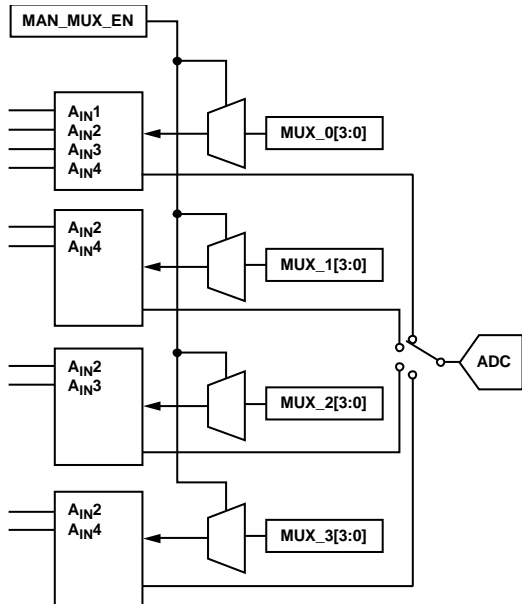 MAN_MUX_EN
AIN1
AIN2
AIN3
AIN4
MUX_0[3:0]
AIN2
AIN4
MUX_1[3:0]
ADC
AIN2
AIN3
MUX_2[3:0]
AIN2
AIN4
MUX_3[3:0]